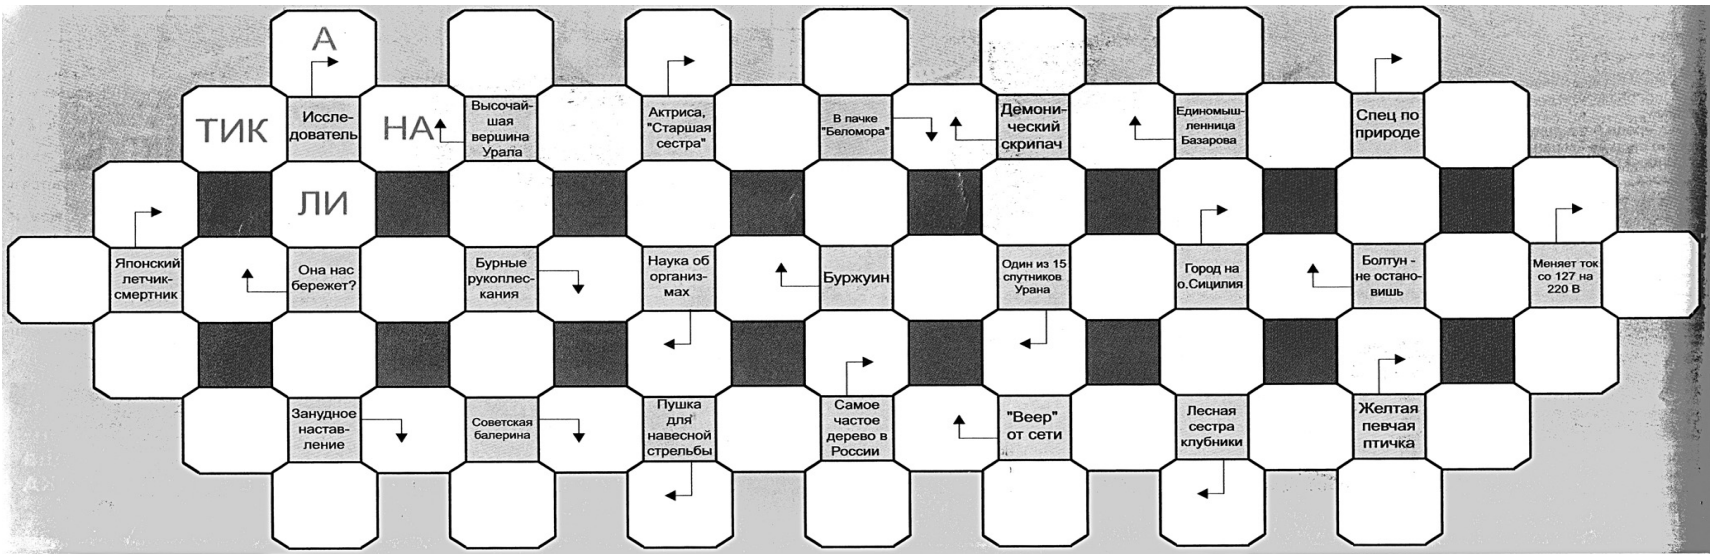 А
ТИК
Иссле-
дователь
НА
Высочай-
шая
вершина
Урала
Актриса,
"Старшая
сестра"
В пачке
"Беломора"
Демони-
ческий
скрипач
Единомыш-
ленница
Базарова
Спец по
природе
ЛИ
Японский
летчик-
смертник
Она нас
бережет?
Бурные
рукоплес-
кания
Наука об
организ-
мах
Буржуин
Один из 15
спутников
Урана
Город на
о.Сицилия
Болтун -
не остано-
вишь
Меняет ток
со 127 на
220 В
Занудное
настав-
ление
Советская
балерина
Пушка
для
навесной
стрельбы
Самое
частое
дерево в
России
"Веер"
от сети
Лесная
сестра
клубники
Желтая
певчая
птичка